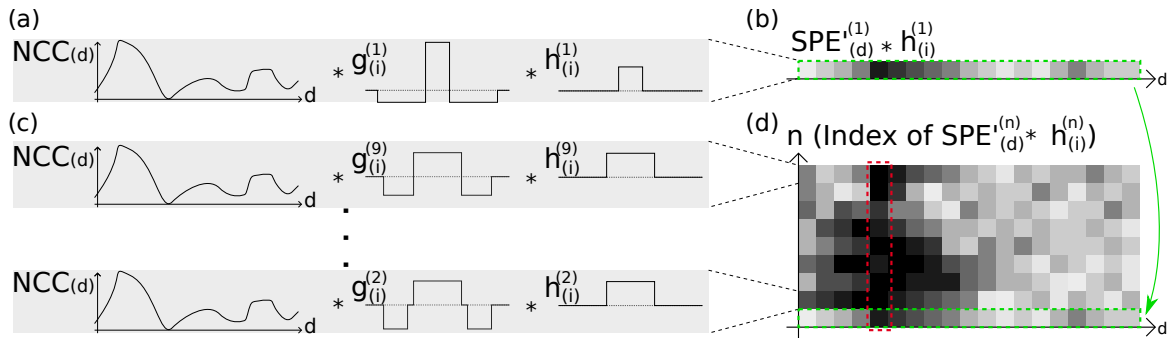 (a)
NCC(d)
d
* g(i)(1)
* h(i)(1)
(b)
SPE'(d)(1) * h(i)(1)
d
(c)
NCC(d)
d
* g(i)(9)
* h(i)(9)
NCC(d)
d
* g(i)(2)
* h(i)(2)
(d)
n (Index of SPE'(d)(n) * h(i)(n))
d